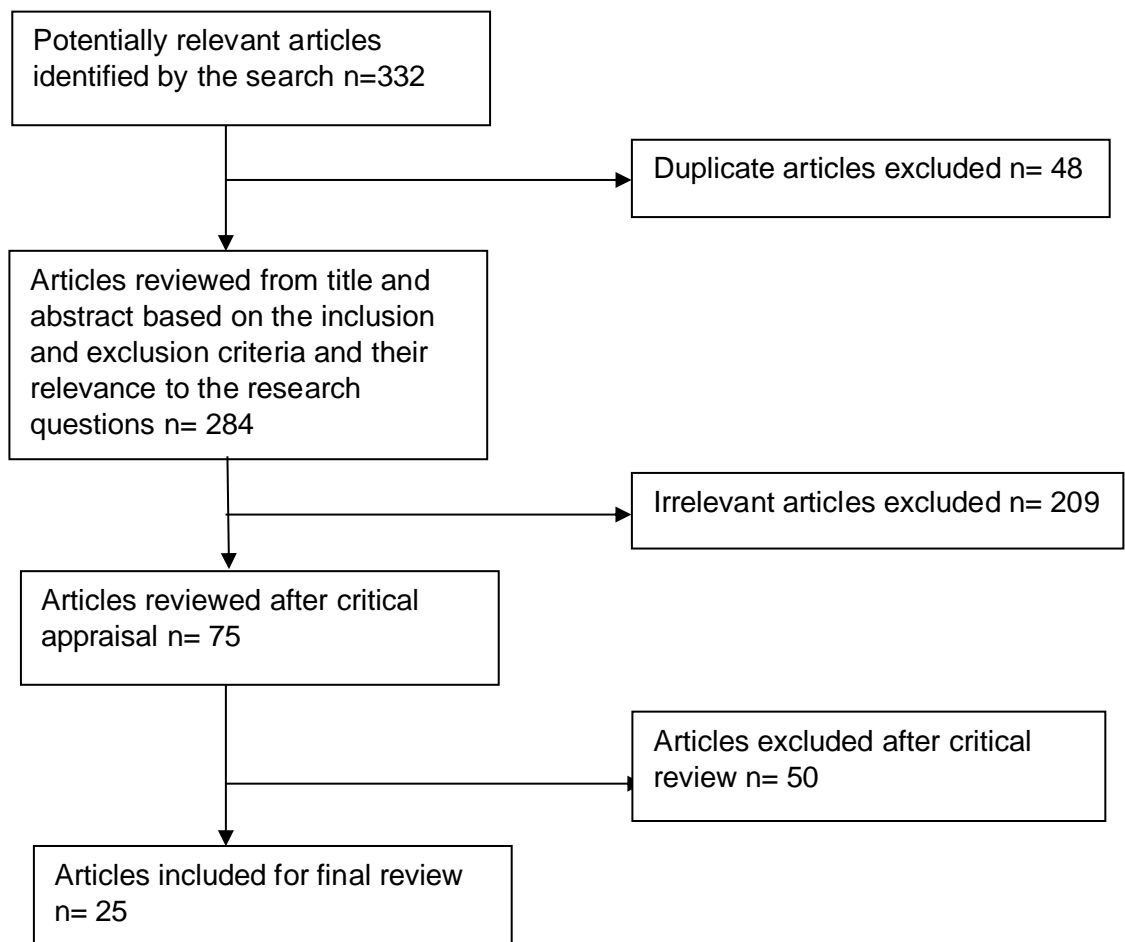 Potentially relevant articles
identified by the search n=332
Duplicate articles excluded n= 48
Articles reviewed from title and
abstract based on the inclusion
and exclusion criteria and their
relevance to the research
questions n= 284
Irrelevant articles excluded n= 209
Articles reviewed after critical
appraisal n= 75
Articles excluded after critical
review n= 50
Articles included for final review
n= 25